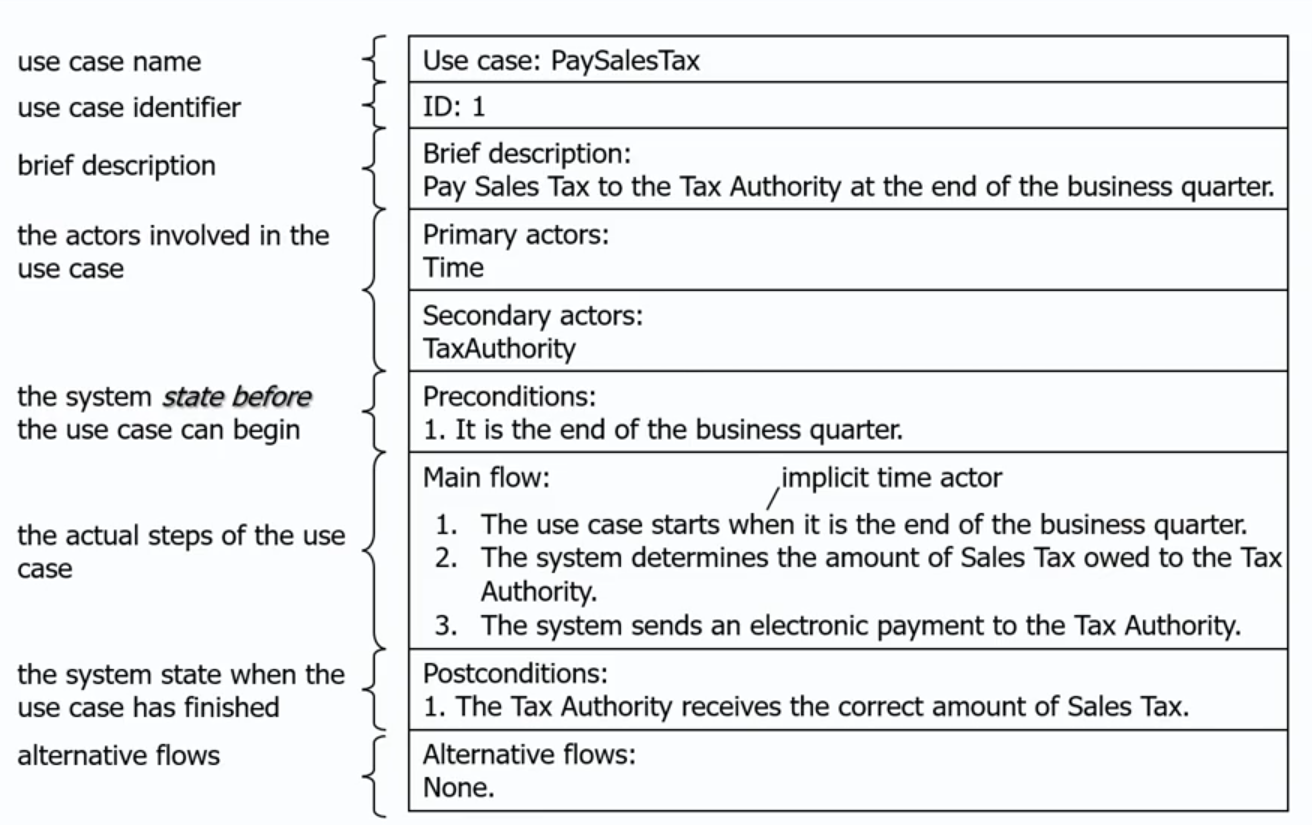 use case name
Use case: PaySalesTax
use case identifier
ID: 1
brief description
Brief description:
Pay Sales Tax to the Tax Authority at the end of the business quarter.
the actors involved in the
use case
Primary actors:
Time
Secondary actors:
TaxAuthority
the system state before
the use case can begin
Preconditions:
1. It is the end of the business quarter.
the actual steps of the use
case
Main flow:
implicit time actor
1. The use case starts when it is the end of the business quarter.
2. The system determines the amount of Sales Tax owed to the Tax
Authority.
3. The system sends an electronic payment to the Tax Authority.
the system state when the
use case has finished
Postconditions:
1. The Tax Authority receives the correct amount of Sales Tax.
alternative flows
Alternative flows:
None.